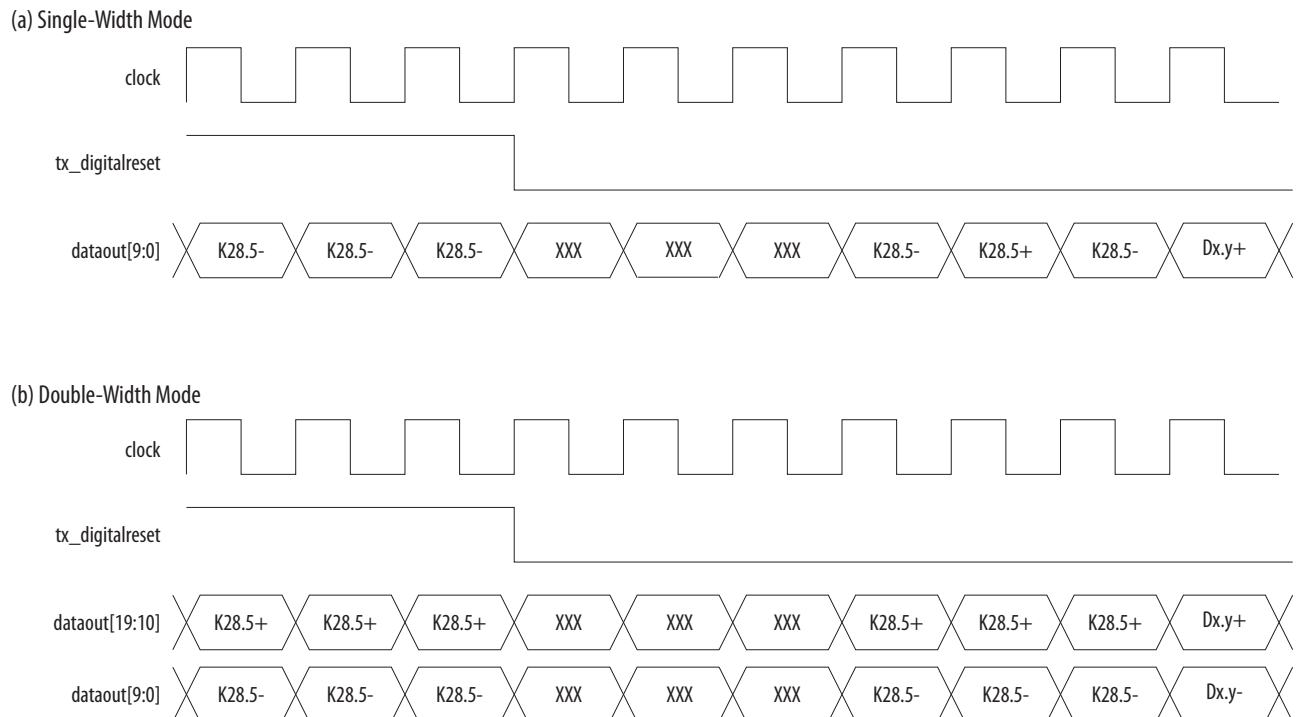 (a) Single-Width Mode
clock
tx_digitalreset
dataout[9:0] K28.5- K28.5- K28.5- XXX XXX XXX K28.5- K28.5+ K28.5- Dx.y+
(b) Double-Width Mode
clock
tx_digitalreset
dataout[19:10] K28.5+ K28.5+ K28.5+ XXX XXX XXX K28.5+ K28.5+ K28.5+ Dx.y+
dataout[9:0] K28.5- K28.5- K28.5- XXX XXX XXX K28.5- K28.5- K28.5- Dx.y-